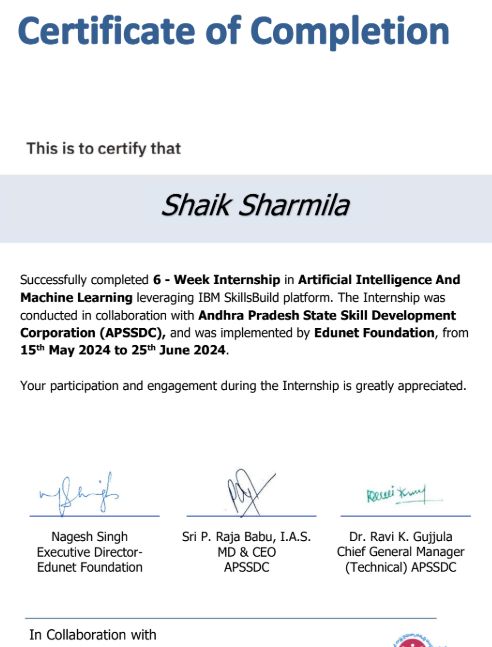 Certificate of Completion
This is to certify that
Shaik Sharmila
Successfully completed 6 - Week Internship in Artificial Intelligence And
Machine Learning leveraging IBM SkillsBuild platform. The Internship was
conducted in collaboration with Andhra Pradesh State Skill Development
Corporation (APSSDC), and was implemented by Edunet Foundation, from
15th May 2024 to 25th June 2024.
Your participation and engagement during the Internship is greatly appreciated.
Nagesh Singh
Executive Director-
Edunet Foundation
Sri P. Raja Babu, I.A.S.
MD & CEO
APSSDC
Dr. Ravi K. Gujjula
Chief General Manager
(Technical) APSSDC
In Collaboration with